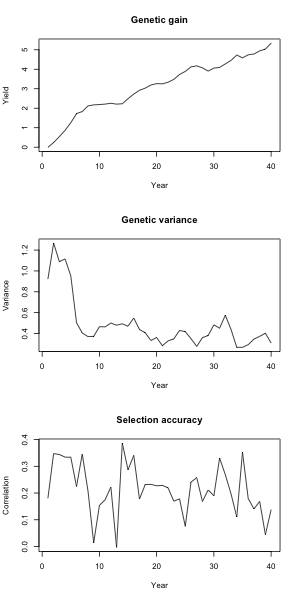 Genetic gain
Yield
5
4
3
2
1
0
0 10 20 30 40
Year
Genetic variance
Variance
1.2
1.0
0.8
0.6
0.4
0 10 20 30 40
Year
Selection accuracy
Correlation
0.4
0.3
0.2
0.1
0.0
0 10 20 30 40
Year